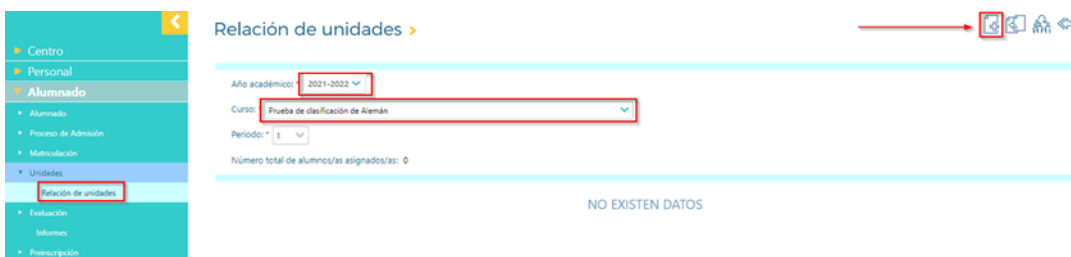 Relación de unidades
Centro
Personal
Alumnado
Alumnado
Proceso de Admisión
Matriculación
Unidades
Relación de unidades
Evaluación
Informes
Preinscripción
Año académico: * 2021-2022
Curso: * Prueba de clasificación de Alemán
Periodo: * 1
Número total de alumnos/as asignados/as: 0
NO EXISTEN DATOS